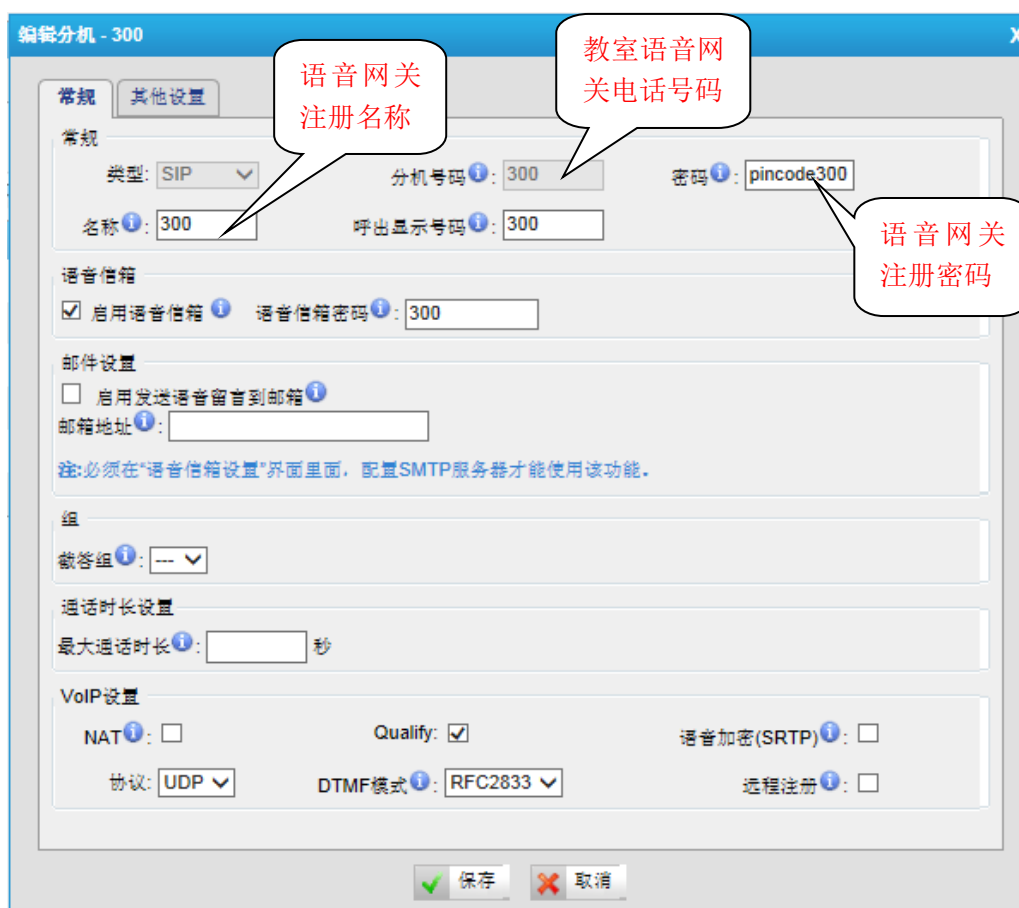 编辑分机 - 300
X
语音网关
注册名称
教室语音网
关电话号码
常规 其他设置
常规
类型: SIP 分机号码: 300 密码: pincode300
名称: 300 呼出显示号码: 300
语音网关
注册密码
语音信箱
启用语音信箱 语音信箱密码: 300
邮件设置
启用发送语音留言到邮箱
邮箱地址:
注:必须在“语音信箱设置”界面里面，配置SMTP服务器才能使用该功能。
组
截答组: ---
通话时长设置
最大通话时长: 秒
VoIP设置
NAT: Qualify: 语音加密(SRTP):
协议: UDP DTMF模式: RFC2833 远程注册:
保存 取消